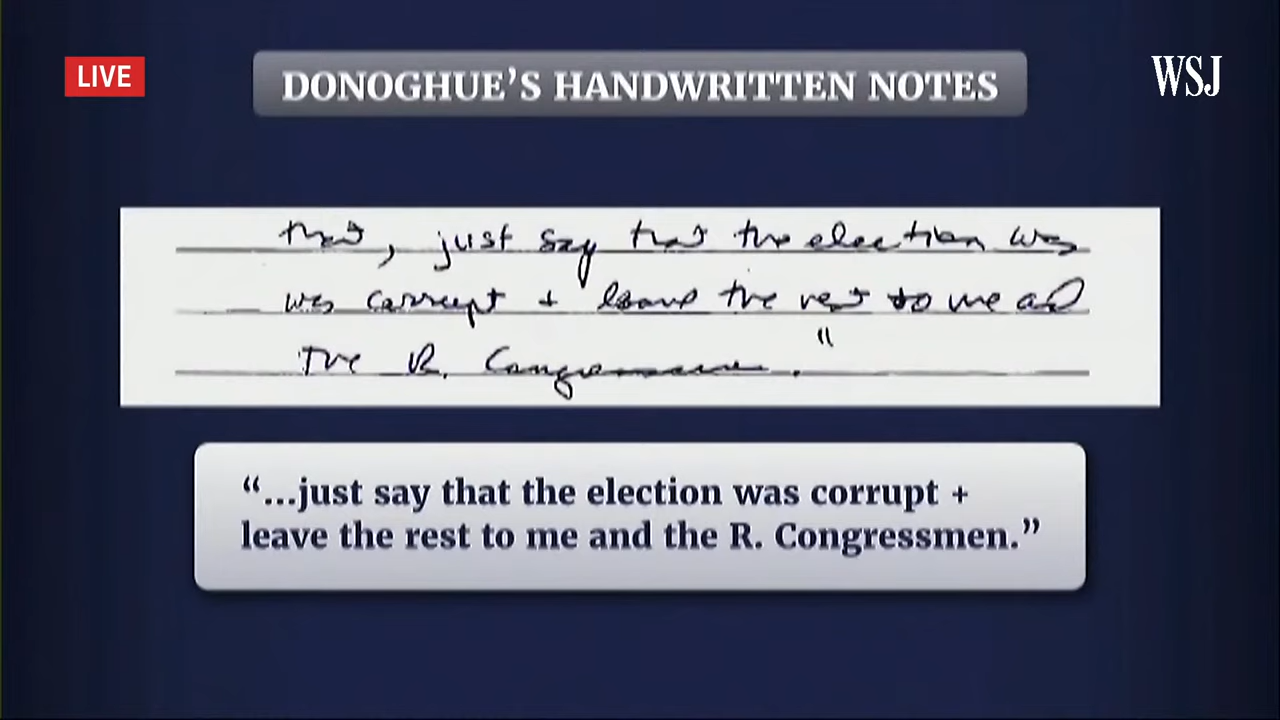 LIVE
DONOGHUE'S HANDWRITTEN NOTES
WSJ
that, just say that the election was
was corrupt + leave the rest to me and
the R. Congressmen."
“...just say that the election was corrupt +
leave the rest to me and the R. Congressmen.”